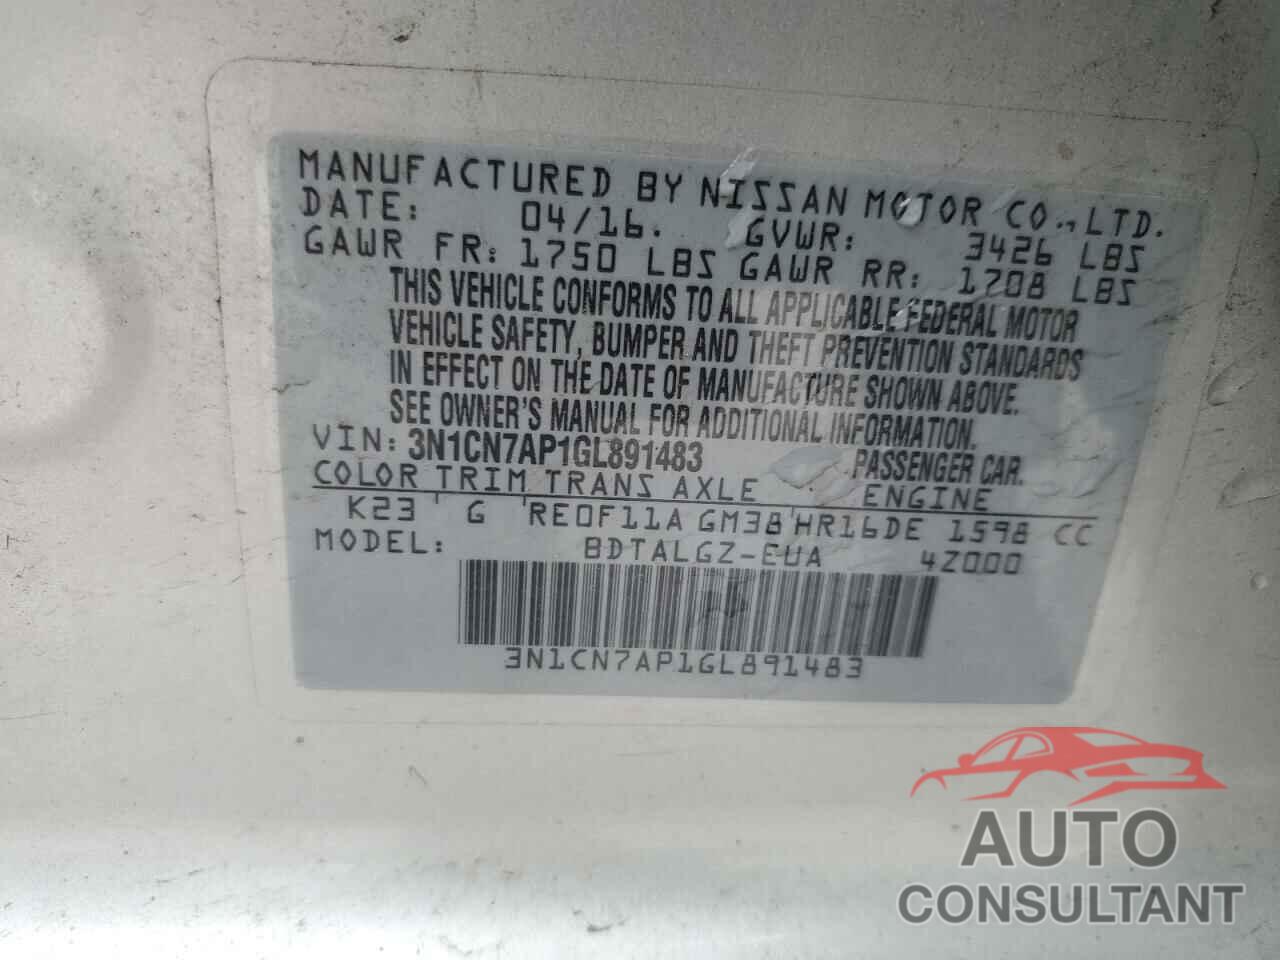 MANUFACTURED BY NISSAN MOTOR CO., LTD.
DATE: 04/16. GVWR: 3426 LBS
GAWR FR: 1750 LBS GAWR RR: 1708 LBS
THIS VEHICLE CONFORMS TO ALL APPLICABLE FEDERAL MOTOR
VEHICLE SAFETY, BUMPER AND THEFT PREVENTION STANDARDS
IN EFFECT ON THE DATE OF MANUFACTURE SHOWN ABOVE.
SEE OWNER'S MANUAL FOR ADDITIONAL INFORMATION.
VIN: 3N1CN7AP1GL891483 PASSENGER CAR.
COLOR TRIM TRANS AXLE ENGINE
K23 G RE0F11A GM38 HR16DE 1598 CC
MODEL: BDTALGZ-EUA 4Z000
3N1CN7AP1GL891483
AUTO
CONSULTANT